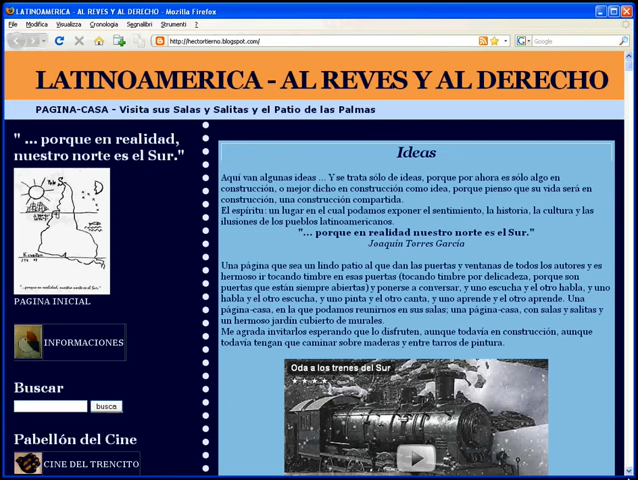 LATINOAMERICA - AL REVES Y AL DERECHO - Mozilla Firefox
File Modifica Visualizza Cronologia Segnalibri Strumenti ?
http://hectortierno.blogspot.com/
Google
LATINOAMERICA - AL REVES Y AL DERECHO
PAGINA-CASA - Visita sus Salas y Salitas y el Patio de las Palmas
" ... porque en realidad,
nuestro norte es el Sur."
PAGINA INICIAL
INFORMACIONES
Buscar
busca
Pabellón del Cine
CINE DEL TRENCITO
Ideas
Aquí van algunas ideas ... Y se trata sólo de ideas, porque por ahora es sólo algo en
construcción, o mejor dicho en construcción como idea, porque pienso que su vida será en
construcción, una construcción compartida.
El espíritu: un lugar en el cual podamos exponer el sentimiento, la historia, la cultura y las
ilusiones de los pueblos latinoamericanos.
"... porque en realidad nuestro norte es el Sur."
Joaquín Torres García
Una página que sea un lindo patio al que dan las puertas y ventanas de todos los autores y es
hermoso ir tocando timbre en esas puertas (tocando timbre por delicadeza, porque son
puertas que están siempre abiertas) y ponerse a conversar, y uno escucha y el otro habla, y uno
habla y el otro escucha, y uno pinta y el otro canta, y uno aprende y el otro aprende. Una
página-casa, en la que podamos reunirnos en sus salas; una página-casa, con salas y salitas y
un hermoso jardín cubierto de murales.
Me agrada invitarlos esperando que lo disfruten, aunque todavía en construcción, aunque
todavía tengan que caminar sobre maderas y entre tarros de pintura.
Oda a los trenes del Sur